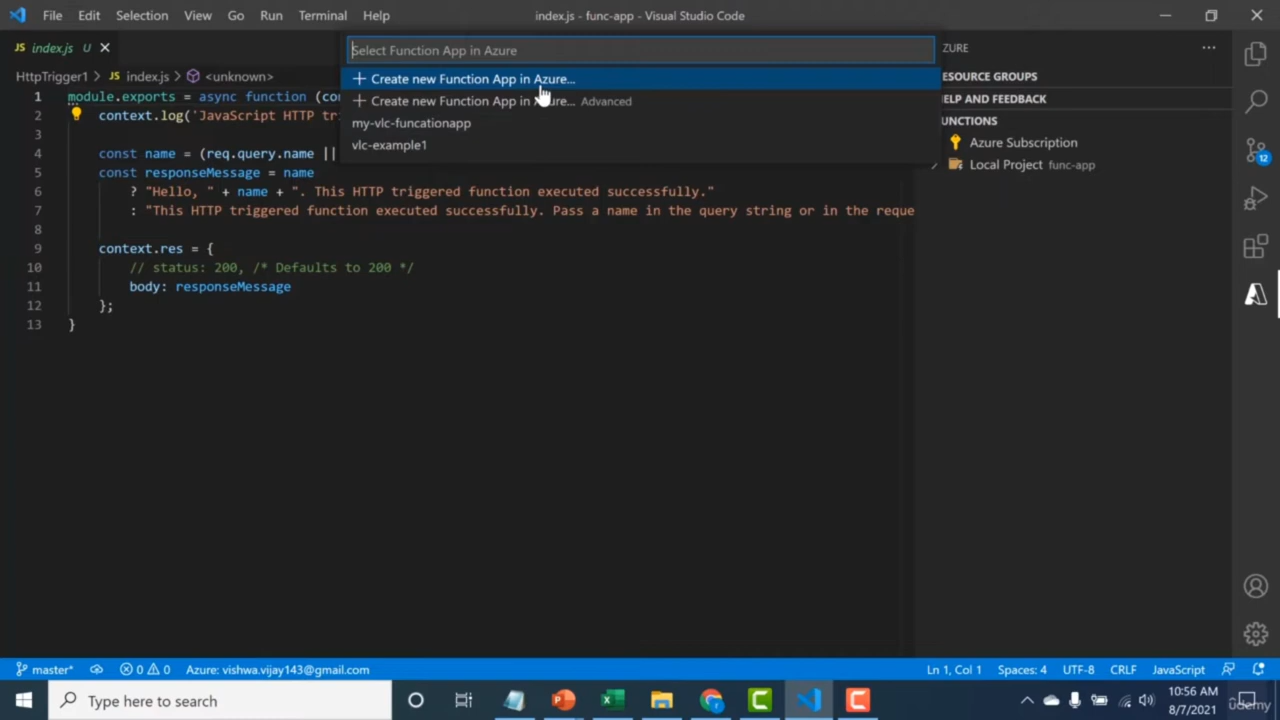 File Edit Selection View Go Run Terminal Help index.js - func-app - Visual Studio Code
JS index.js U
Select Function App in Azure
AZURE
HttpTrigger1 > JS index.js > <unknown>
+ Create new Function App in Azure...
ESOURCE GROUPS
1 module.exports = async function (con
+ Create new Function App in Azure... Advanced
ELP AND FEEDBACK
2 context.log('JavaScript HTTP tri
my-vlc-funcationapp
UNCTIONS
3
vlc-example1
Azure Subscription
4 const name = (req.query.name ||
5 const responseMessage = name
Local Project func-app
6 ? "Hello, " + name + ". This HTTP triggered function executed successfully."
7 : "This HTTP triggered function executed successfully. Pass a name in the query string or in the reque
8
9 context.res = {
10 // status: 200, /* Defaults to 200 */
11 body: responseMessage
12 };
13 }
12
master* 0 0 Azure: vishwa.vijay143@gmail.com Ln 1, Col 1 Spaces: 4 UTF-8 CRLF JavaScript
Type here to search
10:56 AM
8/7/2021
udemy